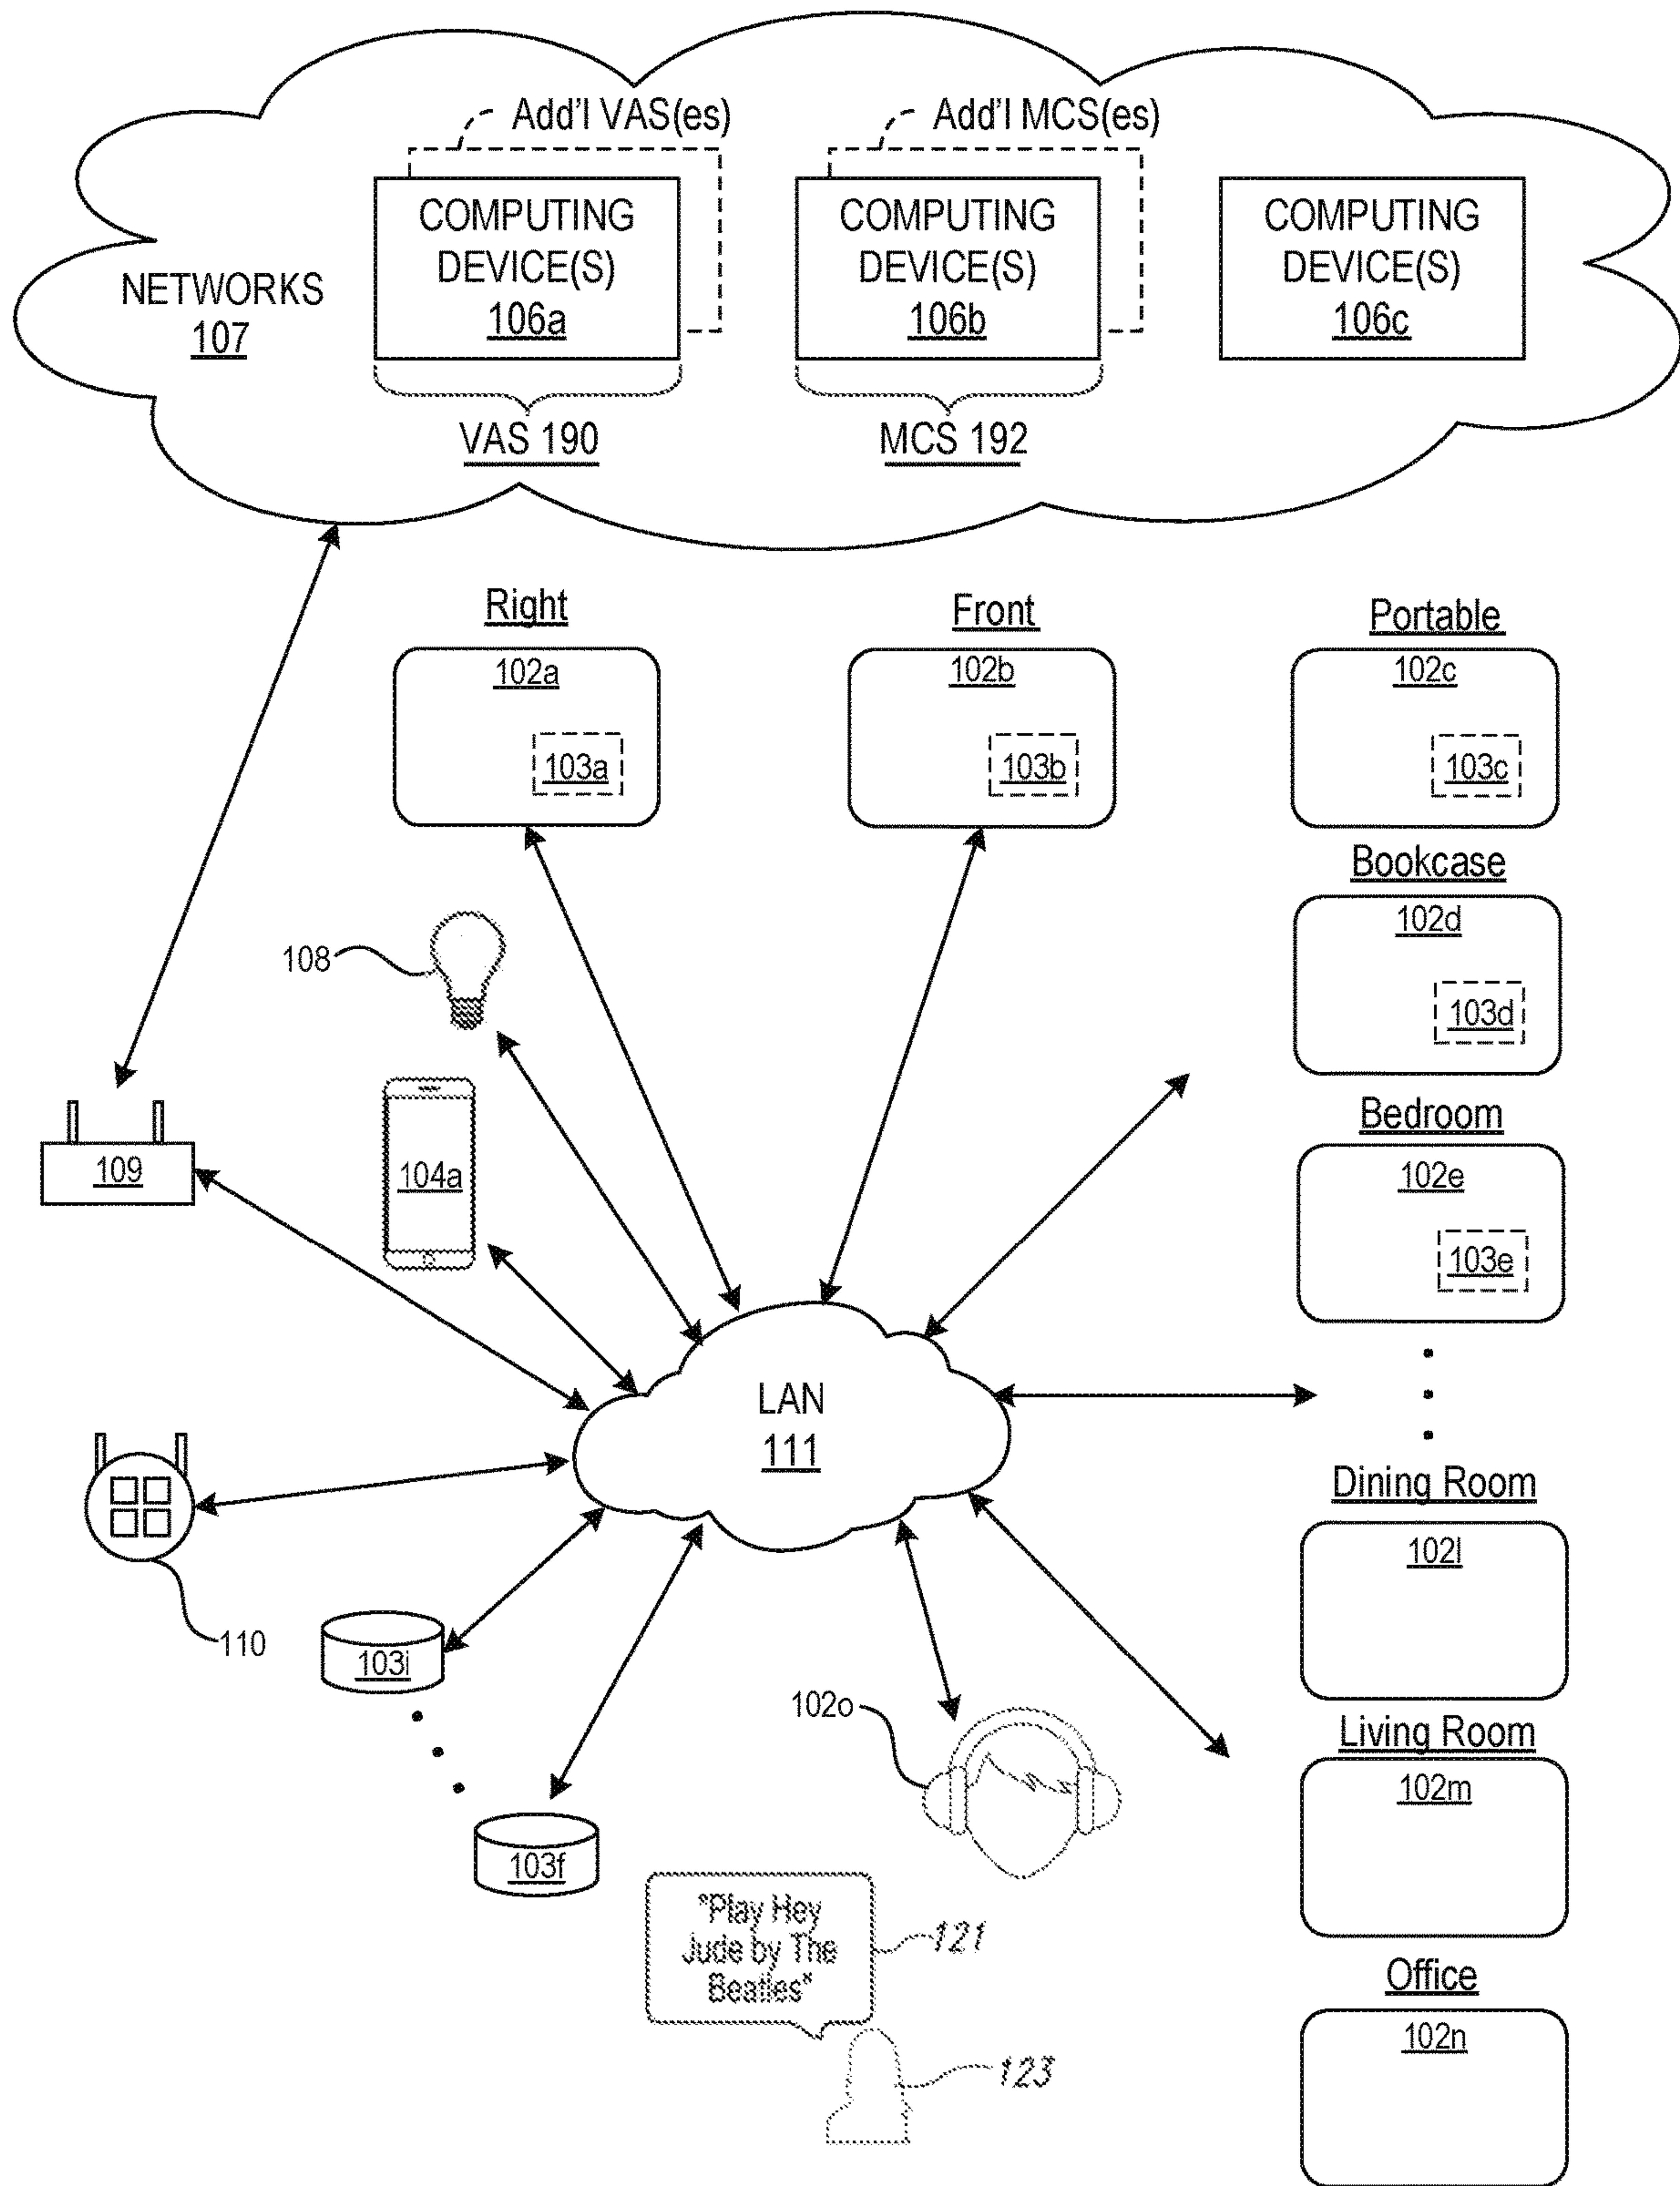 Add'l VAS(es)
Add'l MCS(es)
COMPUTING
DEVICE(S)
106a
COMPUTING
DEVICE(S)
106b
COMPUTING
DEVICE(S)
106c
NETWORKS
107
VAS 190
MCS 192
Right
102a
103a
Front
102b
103b
Portable
102c
103c
Bookcase
102d
103d
108
104a
109
Bedroom
102e
103e
LAN
111
110
103i
103f
102o
Dining Room
102l
Living Room
102m
Office
102n
"Play Hey
Jude by The
Beatles"
121
123